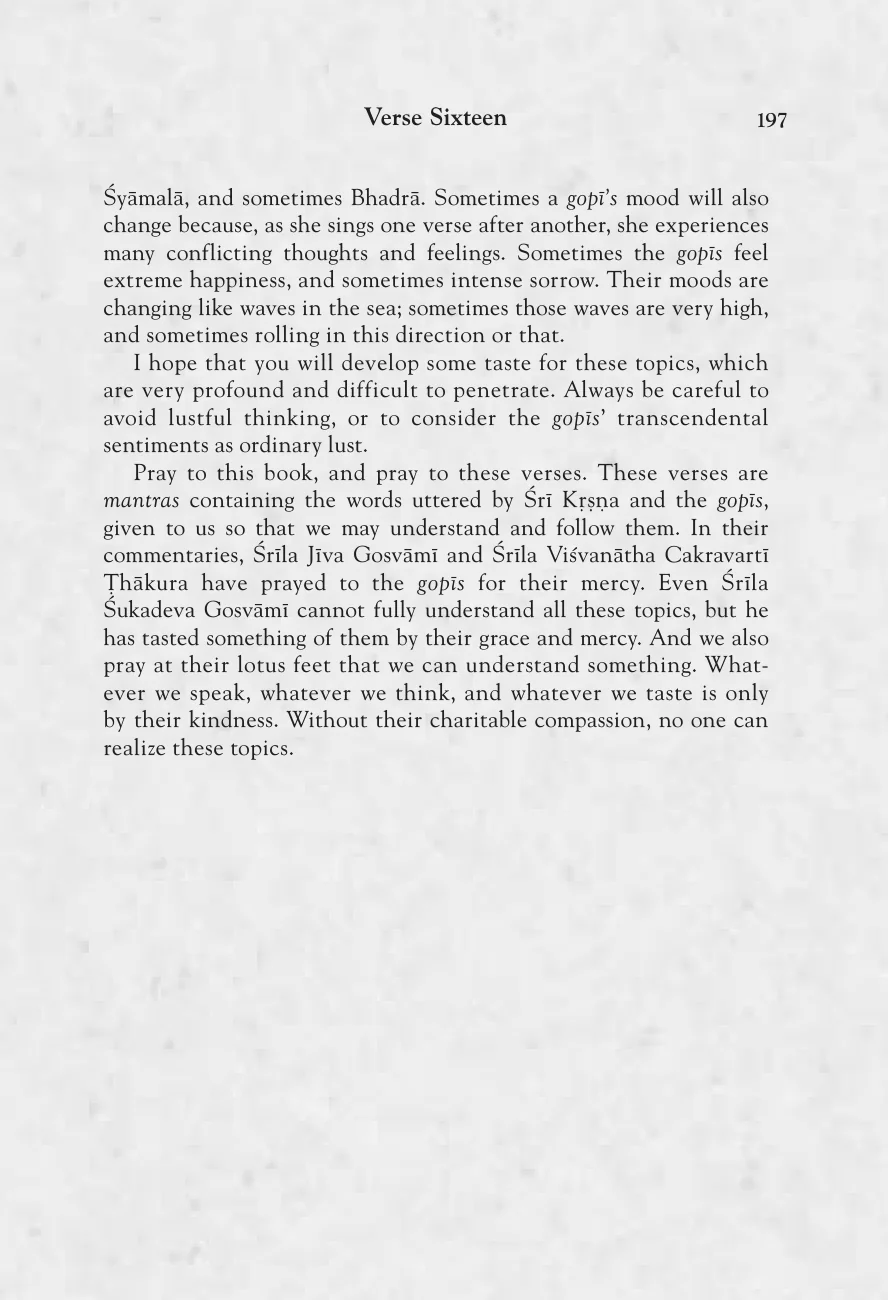 Verse Sixteen 197
Śyāmalā, and sometimes Bhadrā. Sometimes a gopī’s mood will also
change because, as she sings one verse after another, she experiences
many conflicting thoughts and feelings. Sometimes the gopīs feel
extreme happiness, and sometimes intense sorrow. Their moods are
changing like waves in the sea; sometimes those waves are very high,
and sometimes rolling in this direction or that.
I hope that you will develop some taste for these topics, which
are very profound and difficult to penetrate. Always be careful to
avoid lustful thinking, or to consider the gopīs’ transcendental
sentiments as ordinary lust.
Pray to this book, and pray to these verses. These verses are
mantras containing the words uttered by Śrī Kṛṣṇa and the gopīs,
given to us so that we may understand and follow them. In their
commentaries, Śrīla Jīva Gosvāmī and Śrīla Viśvanātha Cakravartī
Ṭhākura have prayed to the gopīs for their mercy. Even Śrīla
Śukadeva Gosvāmī cannot fully understand all these topics, but he
has tasted something of them by their grace and mercy. And we also
pray at their lotus feet that we can understand something. What-
ever we speak, whatever we think, and whatever we taste is only
by their kindness. Without their charitable compassion, no one can
realize these topics.